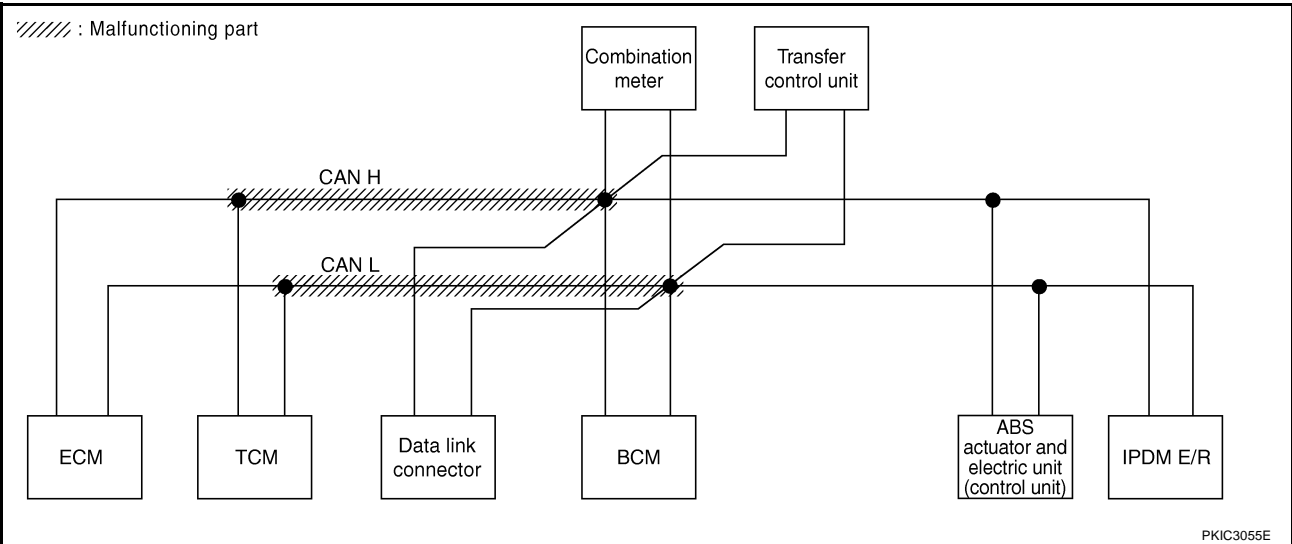 : Malfunctioning part
Combination
meter
Transfer
control unit
CAN H
CAN L
ECM
TCM
Data link
connector
BCM
ABS
actuator and
electric unit
(control unit)
IPDM E/R
PKIC3055E